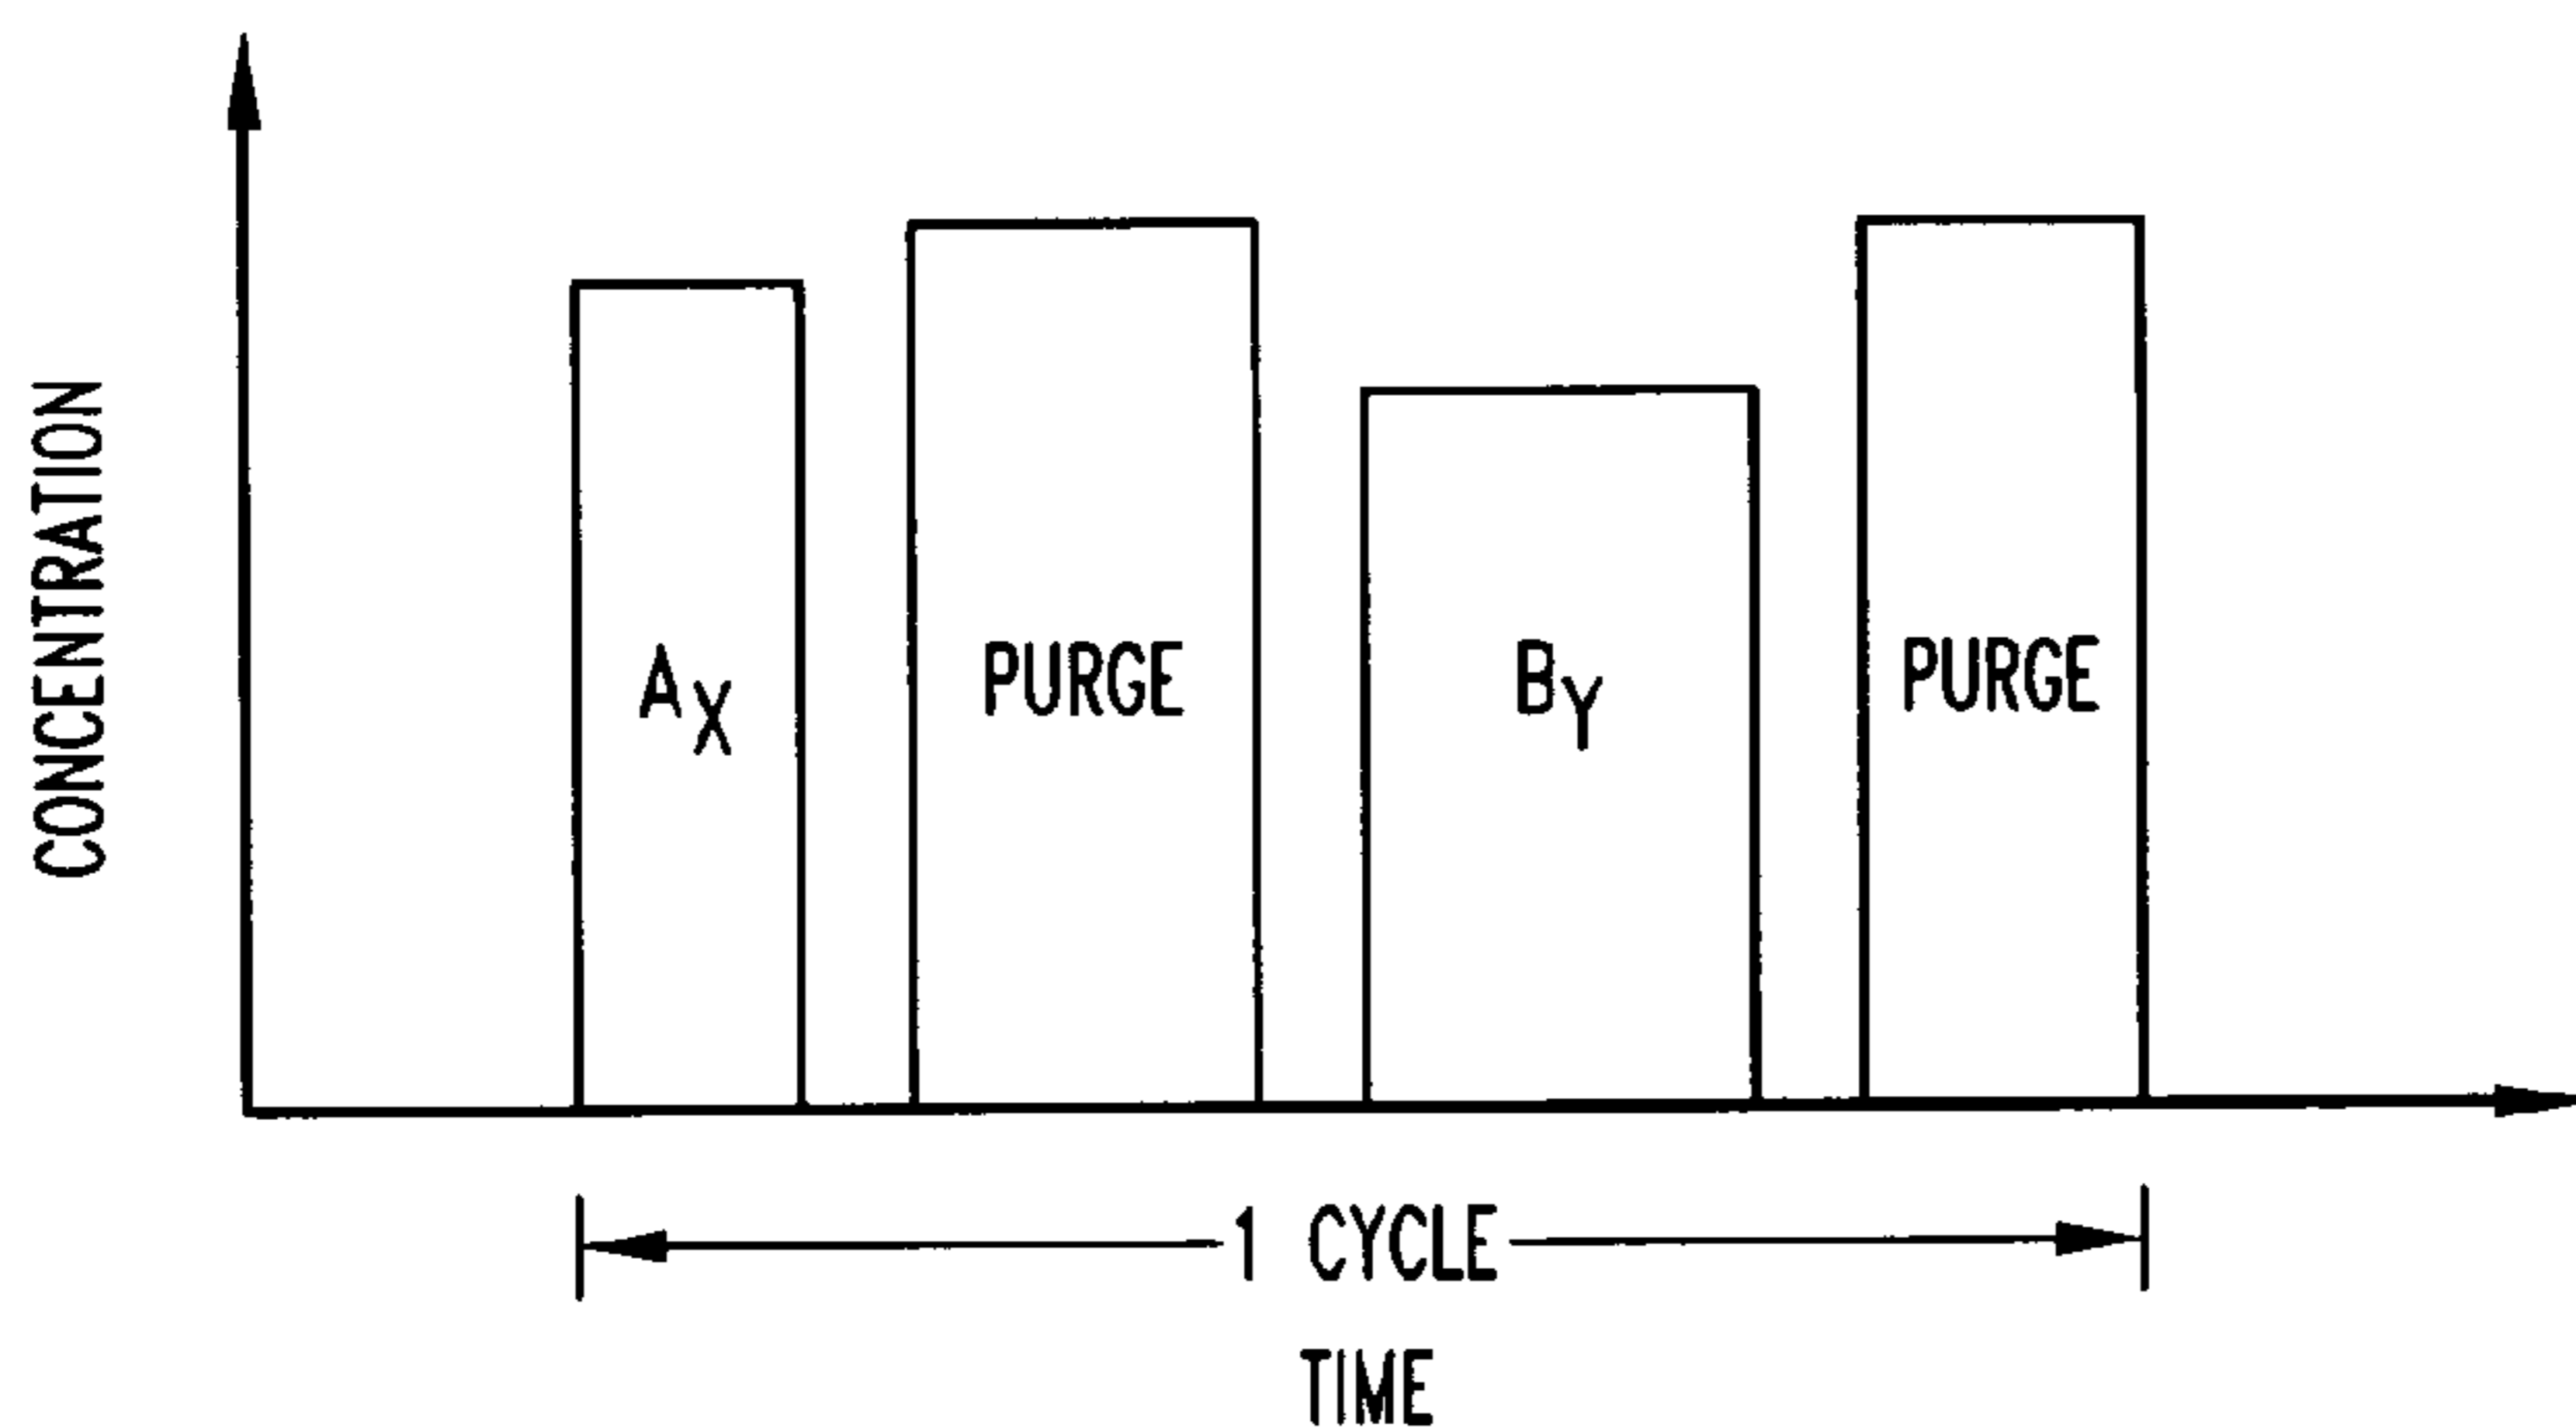 CONCENTRATION
A_X
PURGE
B_Y
PURGE
1 CYCLE
TIME